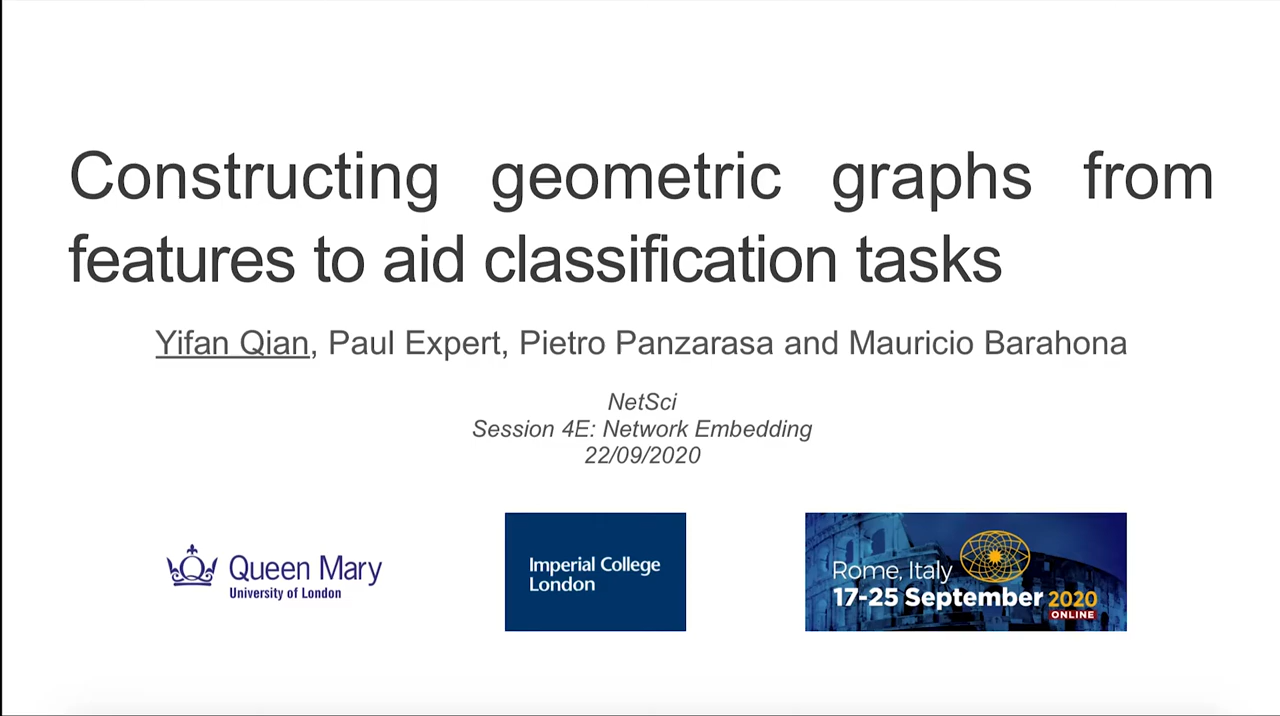 Constructing geometric graphs from
features to aid classification tasks
Yifan Qian, Paul Expert, Pietro Panzarasa and Mauricio Barahona
NetSci
Session 4E: Network Embedding
22/09/2020
Queen Mary
University of London
Imperial College
London
Rome, Italy
17-25 September 2020
ONLINE